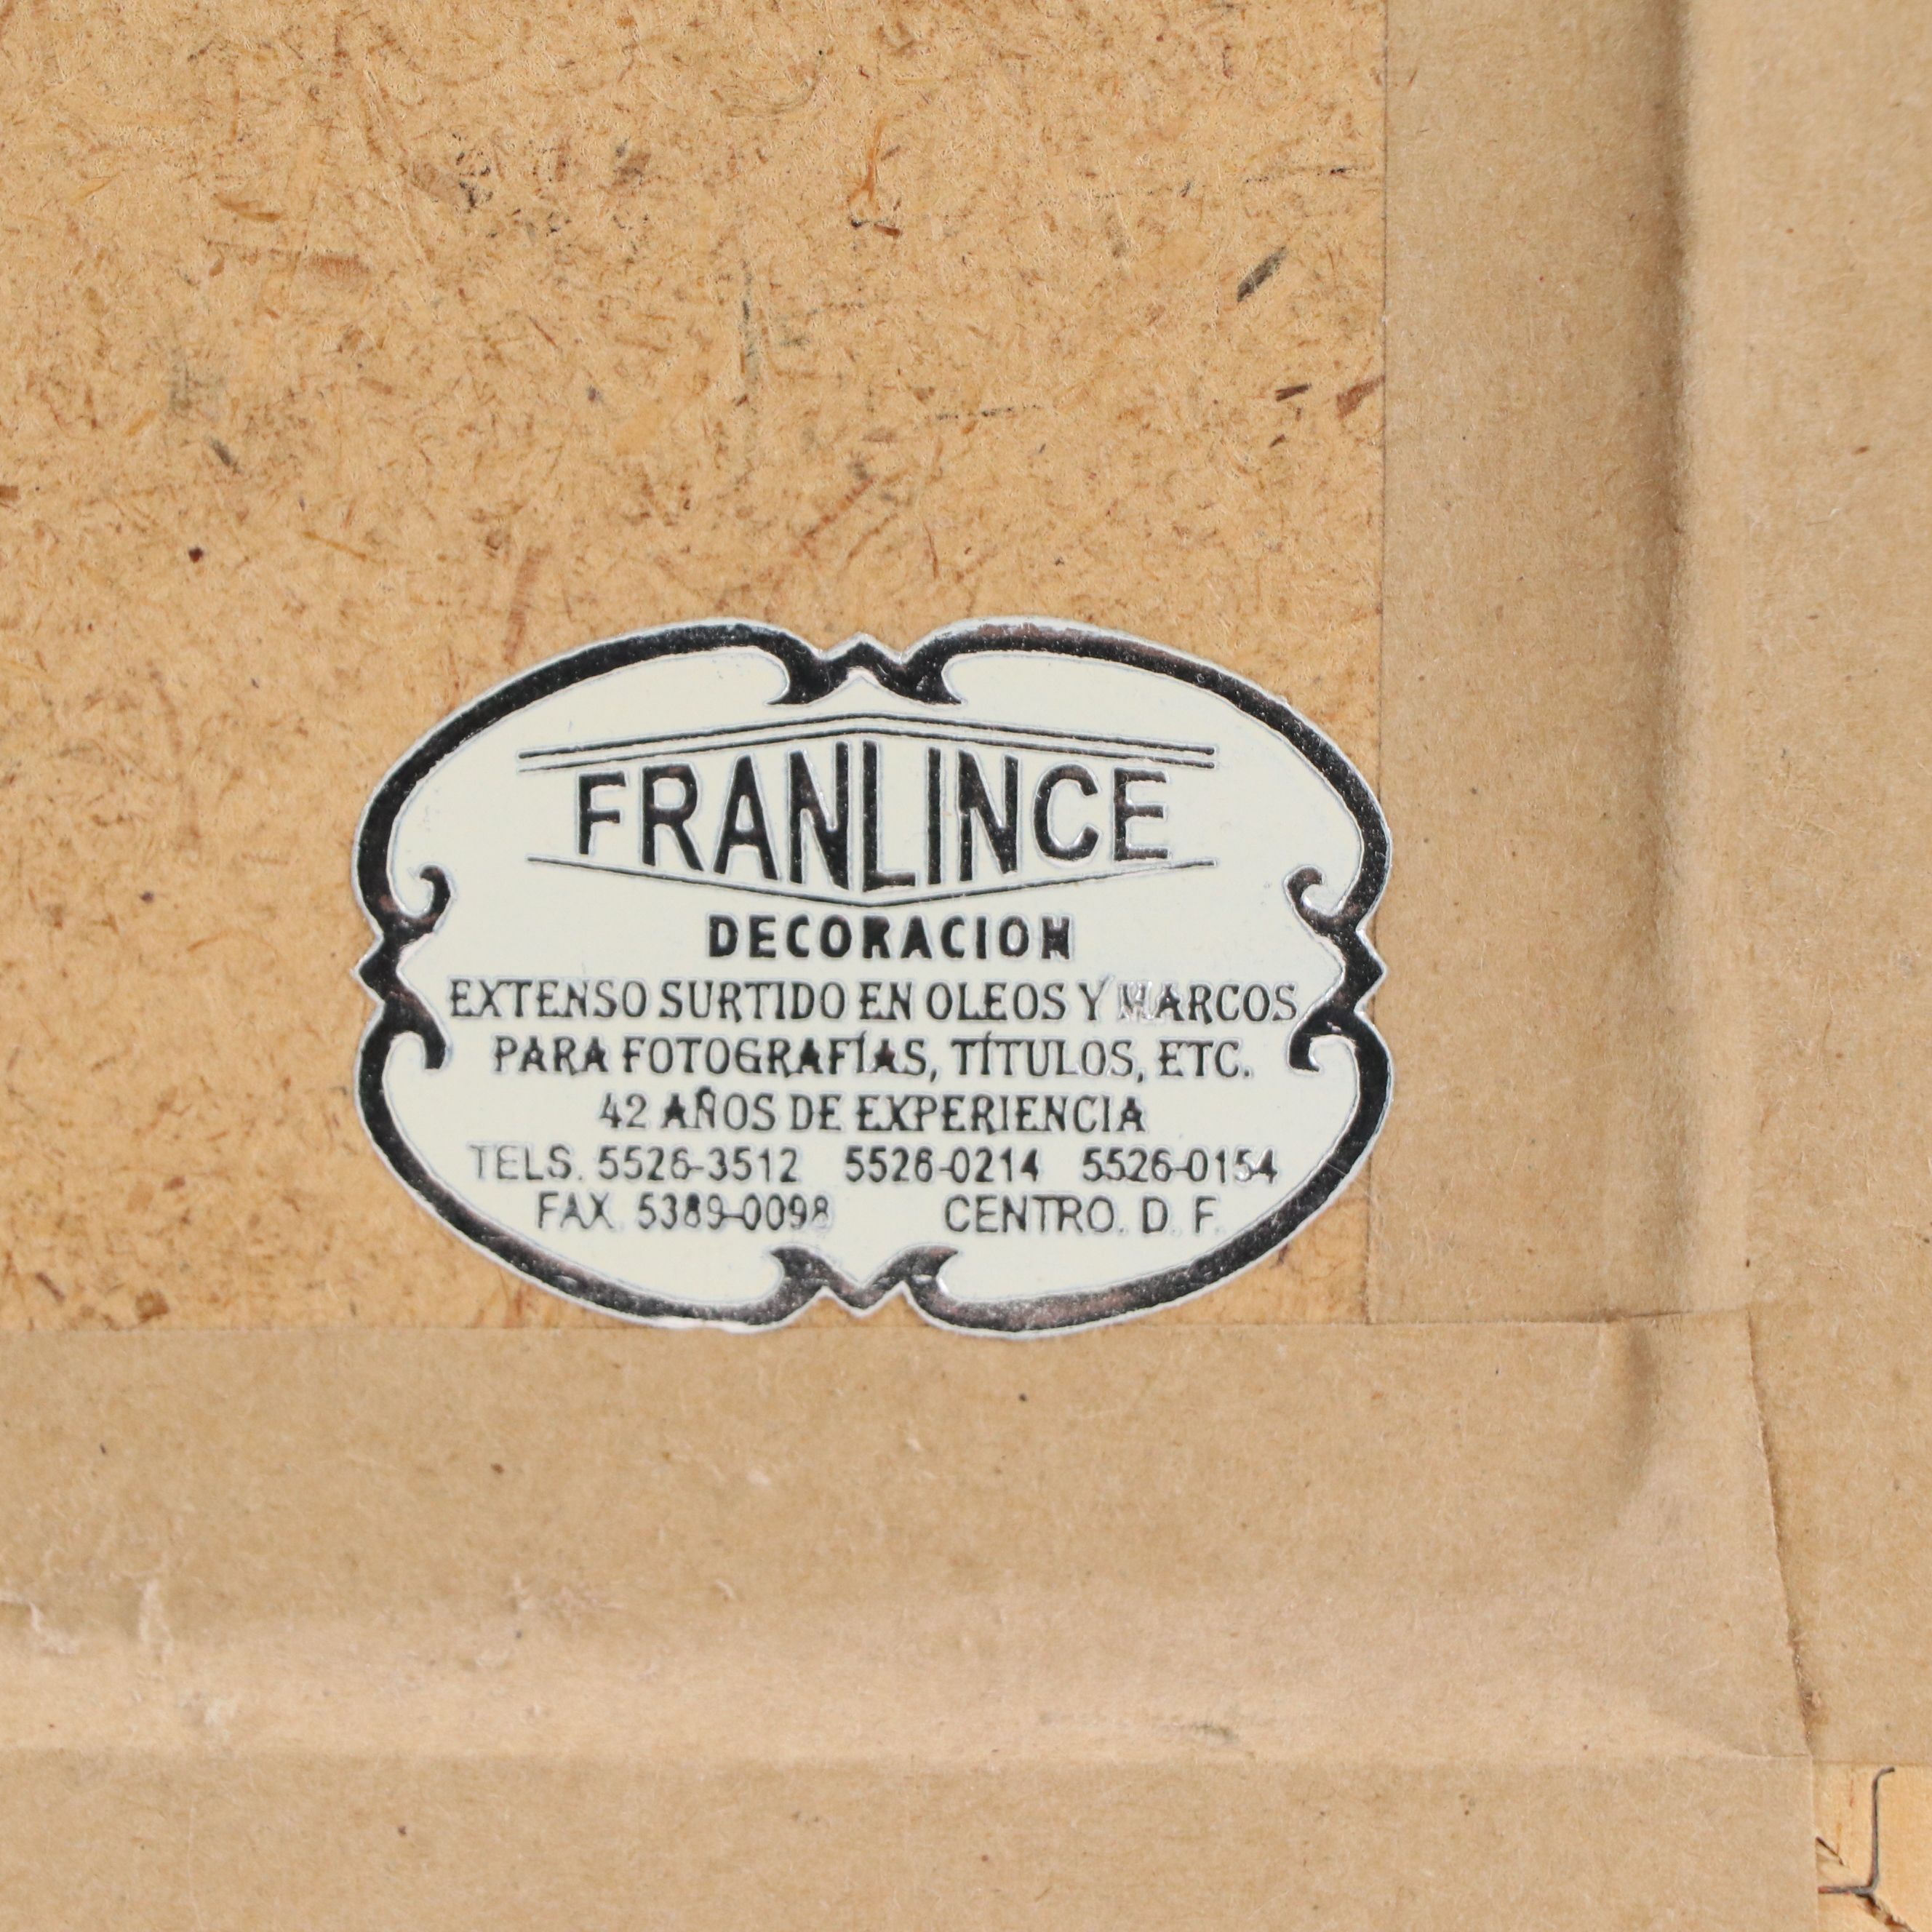 FRANLINCE
DECORACION
EXTENSO SURTIDO EN OLEOS Y MARCOS
PARA FOTOGRAFÍAS, TÍTULOS, ETC.
42 AÑOS DE EXPERIENCIA
TELS. 5526-3512 5526-0214 5526-0154
FAX. 5389-0098 CENTRO. D. F.